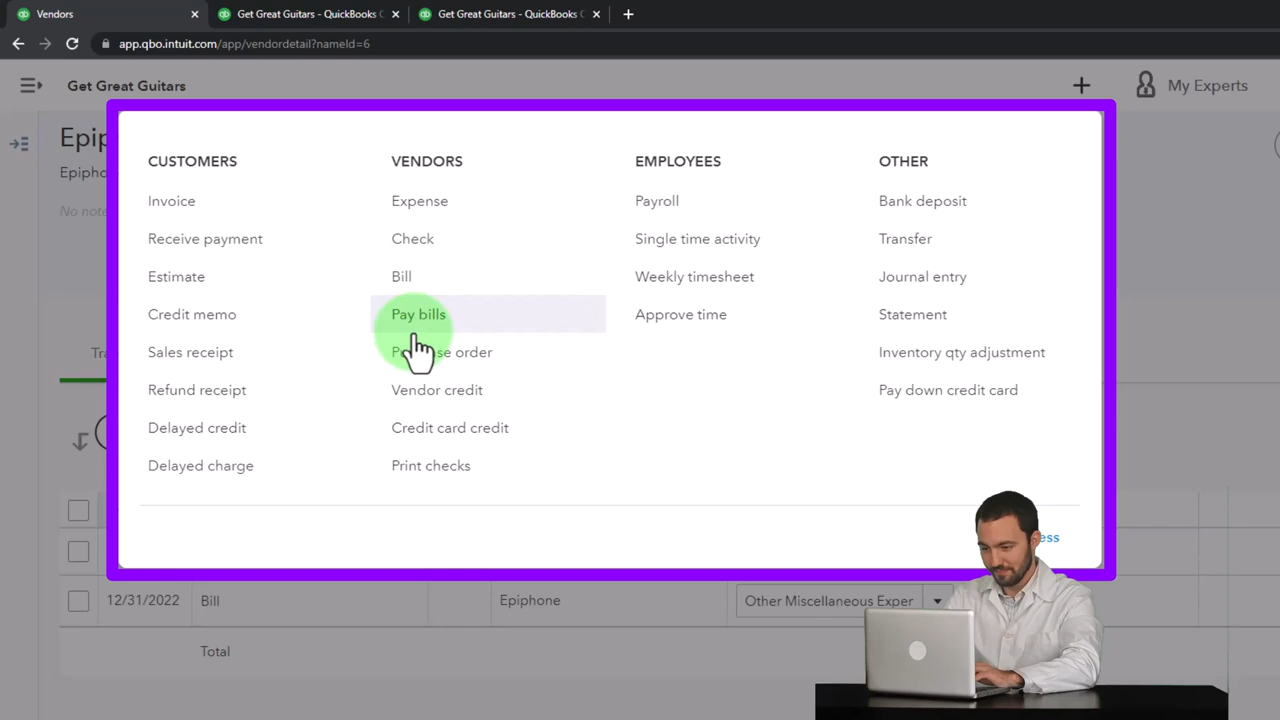 Vendors
Get Great Guitars - QuickBooks
Get Great Guitars - QuickBooks
app.qbo.intuit.com/app/vendordetail?nameId=6
Get Great Guitars
My Experts
CUSTOMERS
Invoice
Receive payment
Estimate
Credit memo
Sales receipt
Refund receipt
Delayed credit
Delayed charge
VENDORS
Expense
Check
Bill
Pay bills
order
Vendor credit
Credit card credit
Print checks
EMPLOYEES
Payroll
Single time activity
Weekly timesheet
Approve time
OTHER
Bank deposit
Transfer
Journal entry
Statement
Inventory qty adjustment
Pay down credit card
12/31/2022 Bill Epiphone Other Miscellaneous Exper
Total